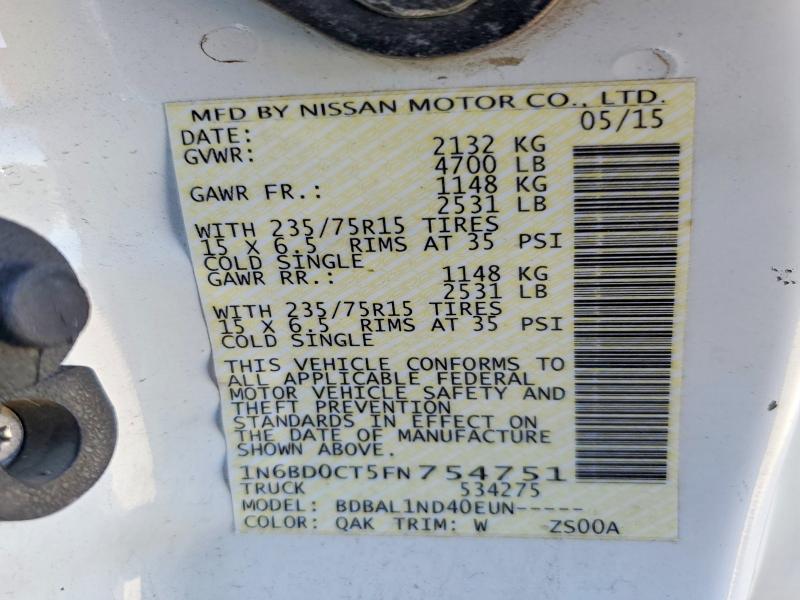 MFD BY NISSAN MOTOR CO., LTD.
DATE: 05/15
GVWR: 2132 KG
4700 LB
GAWR FR.: 1148 KG
2531 LB
WITH 235/75R15 TIRES
15 X 6.5 RIMS AT 35 PSI
COLD SINGLE
GAWR RR.: 1148 KG
2531 LB
WITH 235/75R15 TIRES
15 X 6.5 RIMS AT 35 PSI
COLD SINGLE
THIS VEHICLE CONFORMS TO
ALL APPLICABLE FEDERAL
MOTOR VEHICLE SAFETY AND
THEFT PREVENTION
STANDARDS IN EFFECT ON
THE DATE OF MANUFACTURE
SHOWN ABOVE.
1N6BD0CT5FN754751
TRUCK 534275
MODEL: BDBAL1ND40EUN-----
COLOR: QAK TRIM: W ZS00A